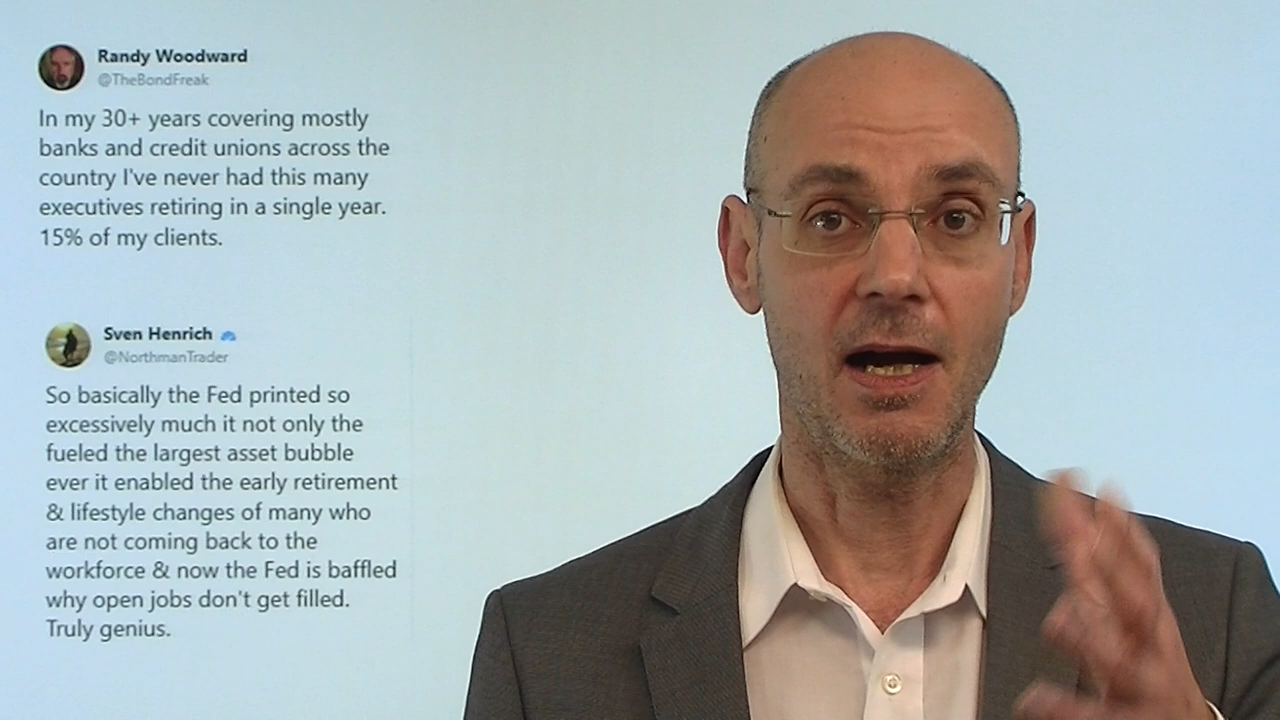 Randy Woodward
@TheBondFreak
In my 30+ years covering mostly
banks and credit unions across the
country I've never had this many
executives retiring in a single year.
15% of my clients.
Sven Henrich
@NorthmanTrader
So basically the Fed printed so
excessively much it not only the
fueled the largest asset bubble
ever it enabled the early retirement
& lifestyle changes of many who
are not coming back to the
workforce & now the Fed is baffled
why open jobs don't get filled.
Truly genius.